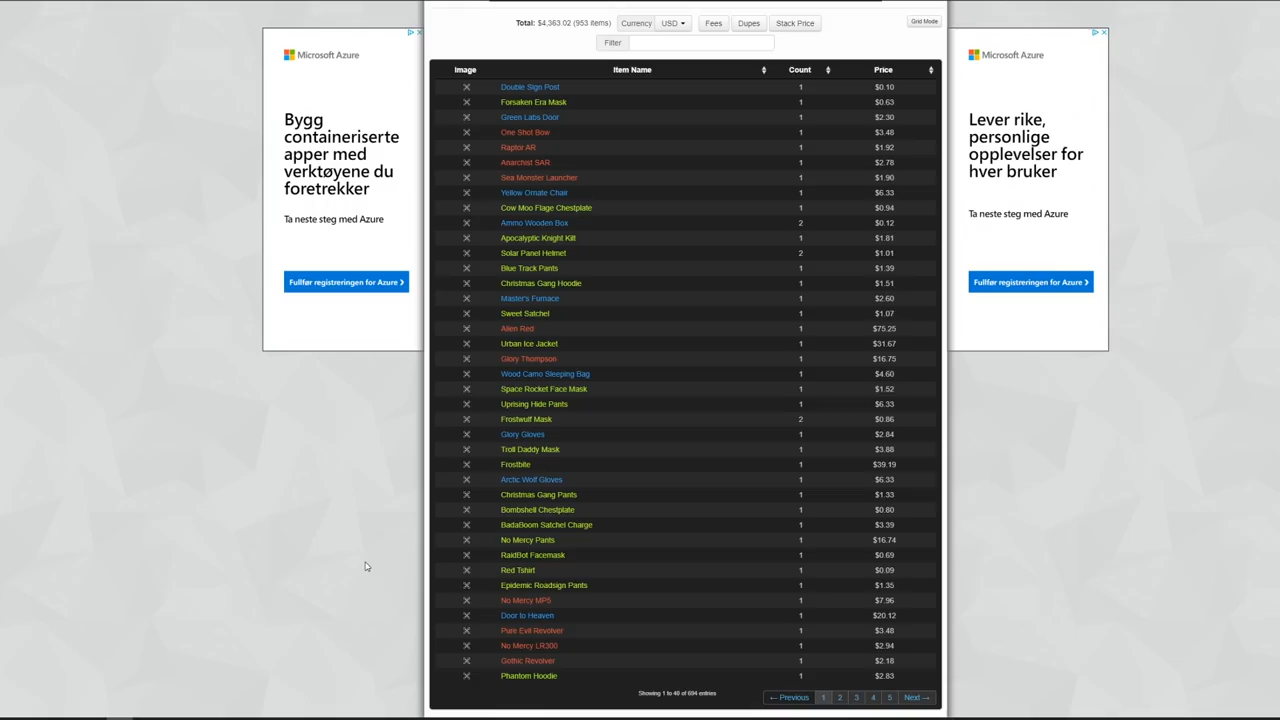 Total: $4,363.02 (953 items) Currency USD Fees Dupes Stack Price Grid Mode
Filter
Microsoft Azure
Bygg
containeriserte
apper med
verktøyene du
foretrekker
Ta neste steg med Azure
Fullfør registreringen for Azure
Image Item Name Count Price
Double Sign Post 1 $0.10
Forsaken Era Mask 1 $0.63
Green Labs Door 1 $2.30
One Shot Bow 1 $3.48
Raptor AR 1 $1.92
Anarchist SAR 1 $2.78
Sea Monster Launcher 1 $1.90
Yellow Ornate Chair 1 $6.33
Cow Moo Flage Chestplate 1 $0.94
Ammo Wooden Box 2 $0.12
Apocalyptic Knight Kilt 1 $1.81
Solar Panel Helmet 2 $1.01
Blue Track Pants 1 $1.39
Christmas Gang Hoodie 1 $1.51
Master's Furnace 1 $2.60
Sweet Satchel 1 $1.07
Alien Red 1 $75.25
Urban Ice Jacket 1 $31.67
Glory Thompson 1 $16.75
Wood Camo Sleeping Bag 1 $4.60
Space Rocket Face Mask 1 $1.52
Uprising Hide Pants 1 $6.33
Frostwulf Mask 2 $0.86
Glory Gloves 1 $2.84
Troll Daddy Mask 1 $3.88
Frostbite 1 $39.19
Arctic Wolf Gloves 1 $6.33
Christmas Gang Pants 1 $1.33
Bombshell Chestplate 1 $0.80
BadaBoom Satchel Charge 1 $3.39
No Mercy Pants 1 $16.74
RaidBot Facemask 1 $0.69
Red Tshirt 1 $0.09
Epidemic Roadsign Pants 1 $1.35
No Mercy MP5 1 $7.96
Door to Heaven 1 $20.12
Pure Evil Revolver 1 $3.48
No Mercy LR300 1 $2.94
Gothic Revolver 1 $2.18
Phantom Hoodie 1 $2.83
Showing 1 to 40 of 694 entries ← Previous 1 2 3 4 5 Next →
Microsoft Azure
Lever rike,
personlige
opplevelser for
hver bruker
Ta neste steg med Azure
Fullfør registreringen for Azure